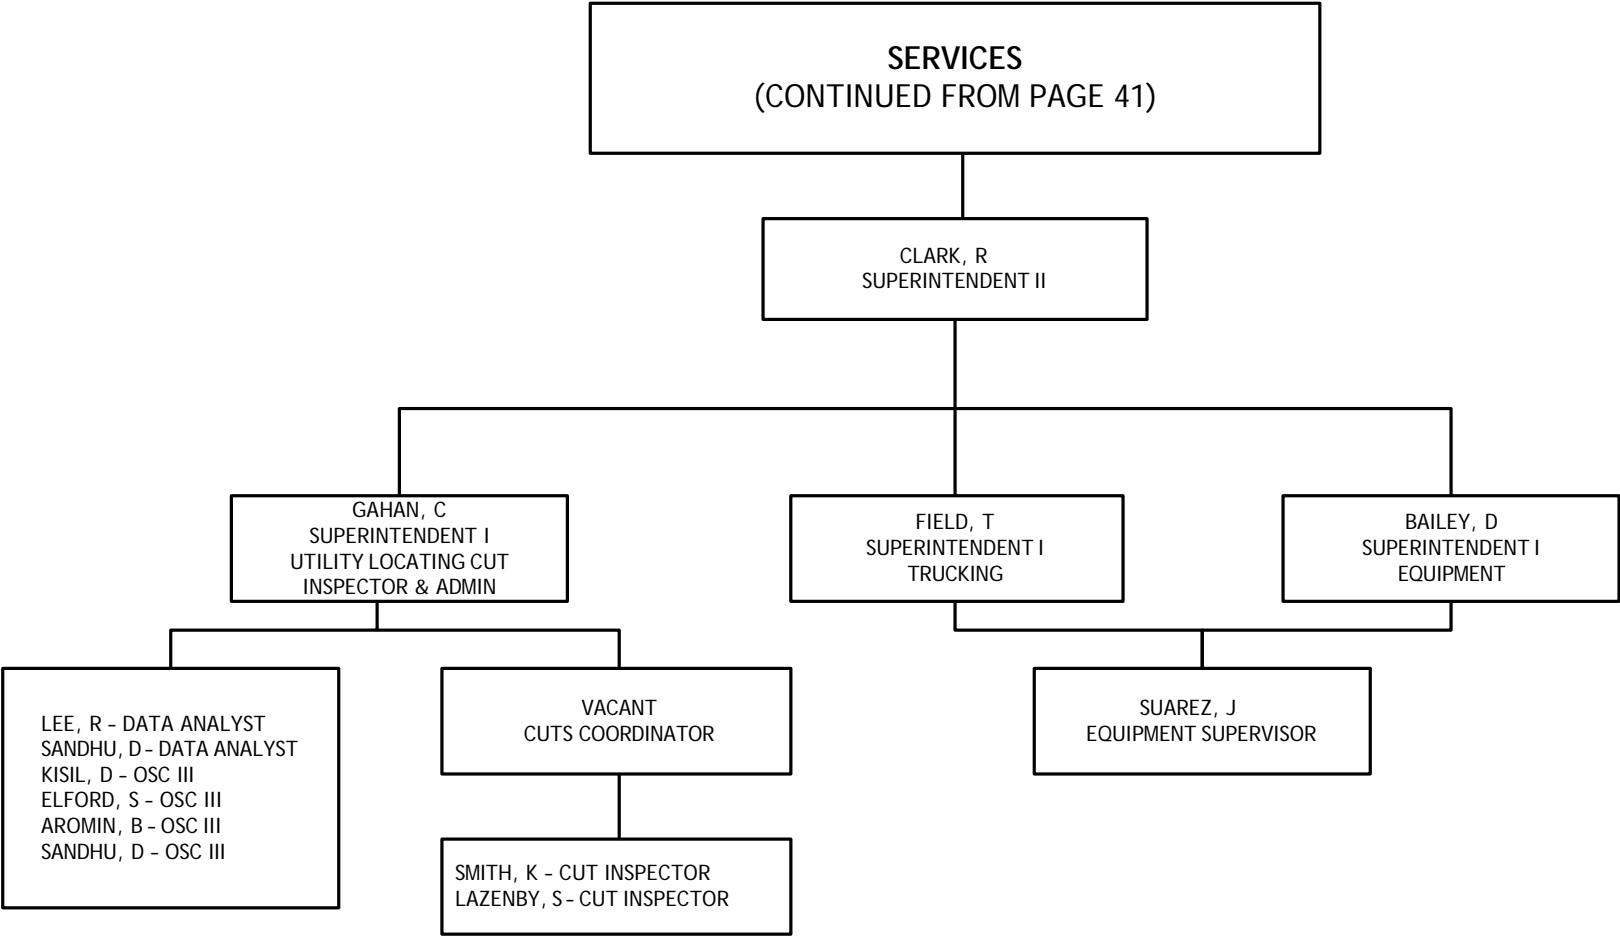 SERVICES
(CONTINUED FROM PAGE 41)
CLARK, R
SUPERINTENDENT II
GAHAN, C
SUPERINTENDENT I
UTILITY LOCATING CUT
INSPECTOR & ADMIN
FIELD, T
SUPERINTENDENT I
TRUCKING
BAILEY, D
SUPERINTENDENT I
EQUIPMENT
LEE, R – DATA ANALYST
SANDHU, D – DATA ANALYST
KISIL, D – OSC III
ELFORD, S – OSC III
AROMIN, B – OSC III
SANDHU, D – OSC III
VACANT
CUTS COORDINATOR
SUAREZ, J
EQUIPMENT SUPERVISOR
SMITH, K – CUT INSPECTOR
LAZENBY, S – CUT INSPECTOR